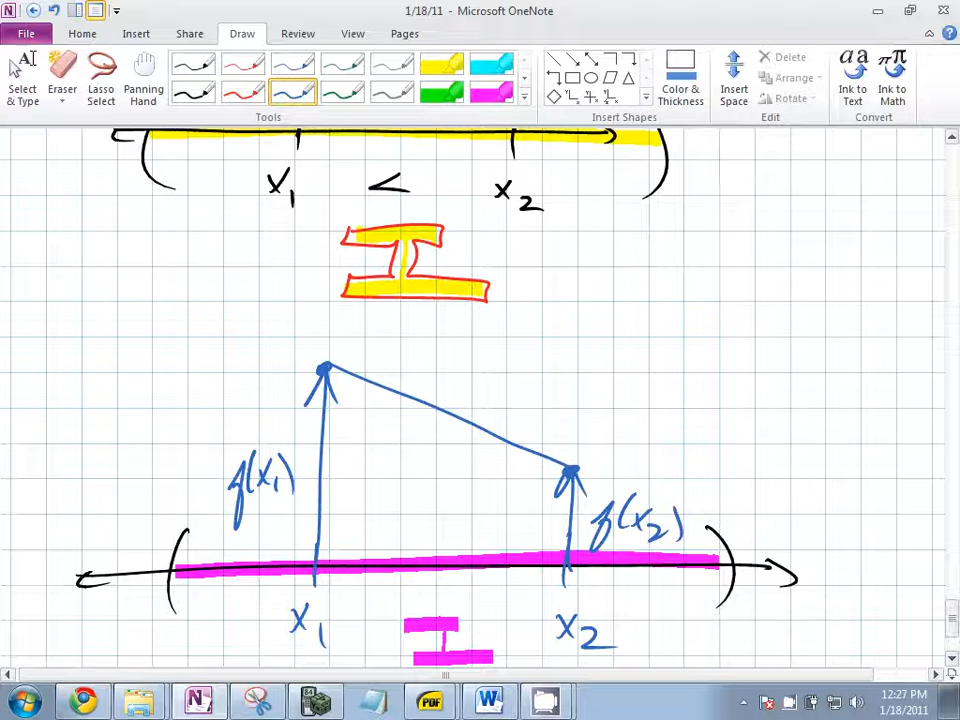 1/18/11 - Microsoft OneNote
File Home Insert Share Draw Review View Pages
Select & Type
Eraser
Lasso Select
Panning Hand
Color & Thickness
Insert Space
Delete
Arrange
Rotate
Ink to Text
Ink to Math
Tools Insert Shapes Edit Convert
x₁ < x₂
I
f(x₁)
f(x₂)
x₁ x₂
I
PDF
12:27 PM
1/18/2011